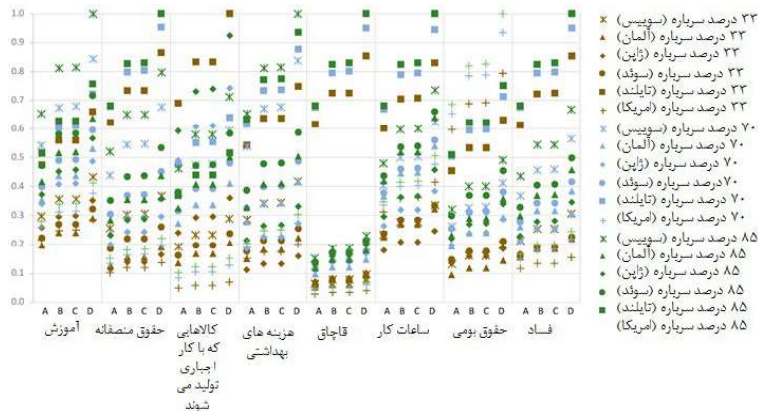 1.0
0.9
0.8
0.7
0.6
0.5
0.4
0.3
0.2
0.1
0.0
A B C D A B C D A B C D A B C D A B C D A B C D A B C D A B C D
آموزش
حقوق منصفانه
کالاهایی
که با کار
اجباری
تولید می
شوند
هزینه های
بهداشتی
قاچاق
ساعات کار
حقوق بومی
فساد
۳۳ درصد سرباره (سوییس)
۳۳ درصد سرباره (آلمان)
۳۳ درصد سرباره (ژاپن)
۳۳ درصد سرباره (سوئد)
۳۳ درصد سرباره (تایلند)
۳۳ درصد سرباره (امریکا)
۷۰ درصد سرباره (سوییس)
۷۰ درصد سرباره (آلمان)
۷۰ درصد سرباره (ژاپن)
۷۰درصد سرباره (سوئد)
۷۰ درصد سرباره (تایلند)
۷۰ درصد سرباره (امریکا)
۸۵ درصد سرباره (سوییس)
۸۵ درصد سرباره (آلمان)
۸۵ درصد سرباره (ژاپن)
۸۵ درصد سرباره (سوئد)
۸۵ درصد سرباره (تایلند)
۸۵ درصد سرباره (امریکا)